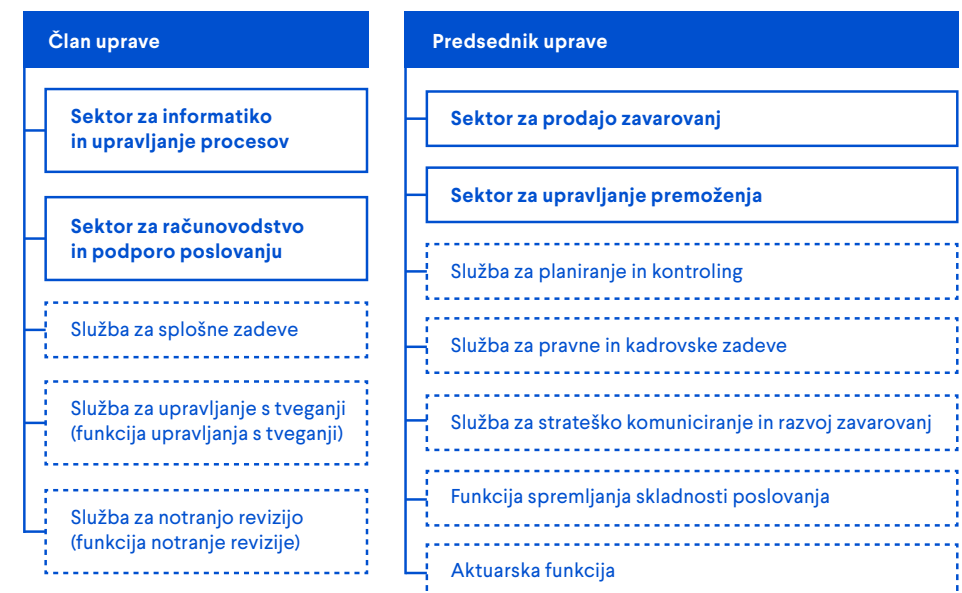 Član uprave
Sektor za informatiko
in upravljanje procesov
Sektor za računovodstvo
in podporo poslovanju
Služba za splošne zadeve
Služba za upravljanje s tveganji
(funkcija upravljanja s tveganji)
Služba za notranjo revizijo
(funkcija notranje revizije)
Predsednik uprave
Sektor za prodajo zavarovanj
Sektor za upravljanje premoženja
Služba za planiranje in kontroling
Služba za pravne in kadrovske zadeve
Služba za strateško komuniciranje in razvoj zavarovanj
Funkcija spremljanja skladnosti poslovanja
Aktuarska funkcija